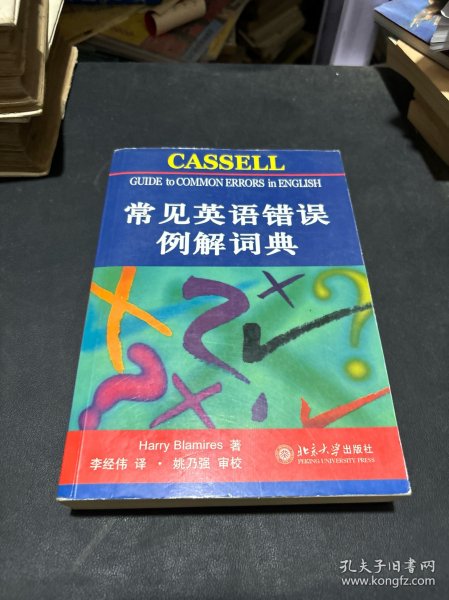 CASSELL
GUIDE to COMMON ERRORS in ENGLISH
常见英语错误
例解词典
Harry Blamires 著
李经伟 译 · 姚乃强 审校
北京大学出版社
PEKING UNIVERSITY PRESS
孔夫子旧书网
www.kongfz.com